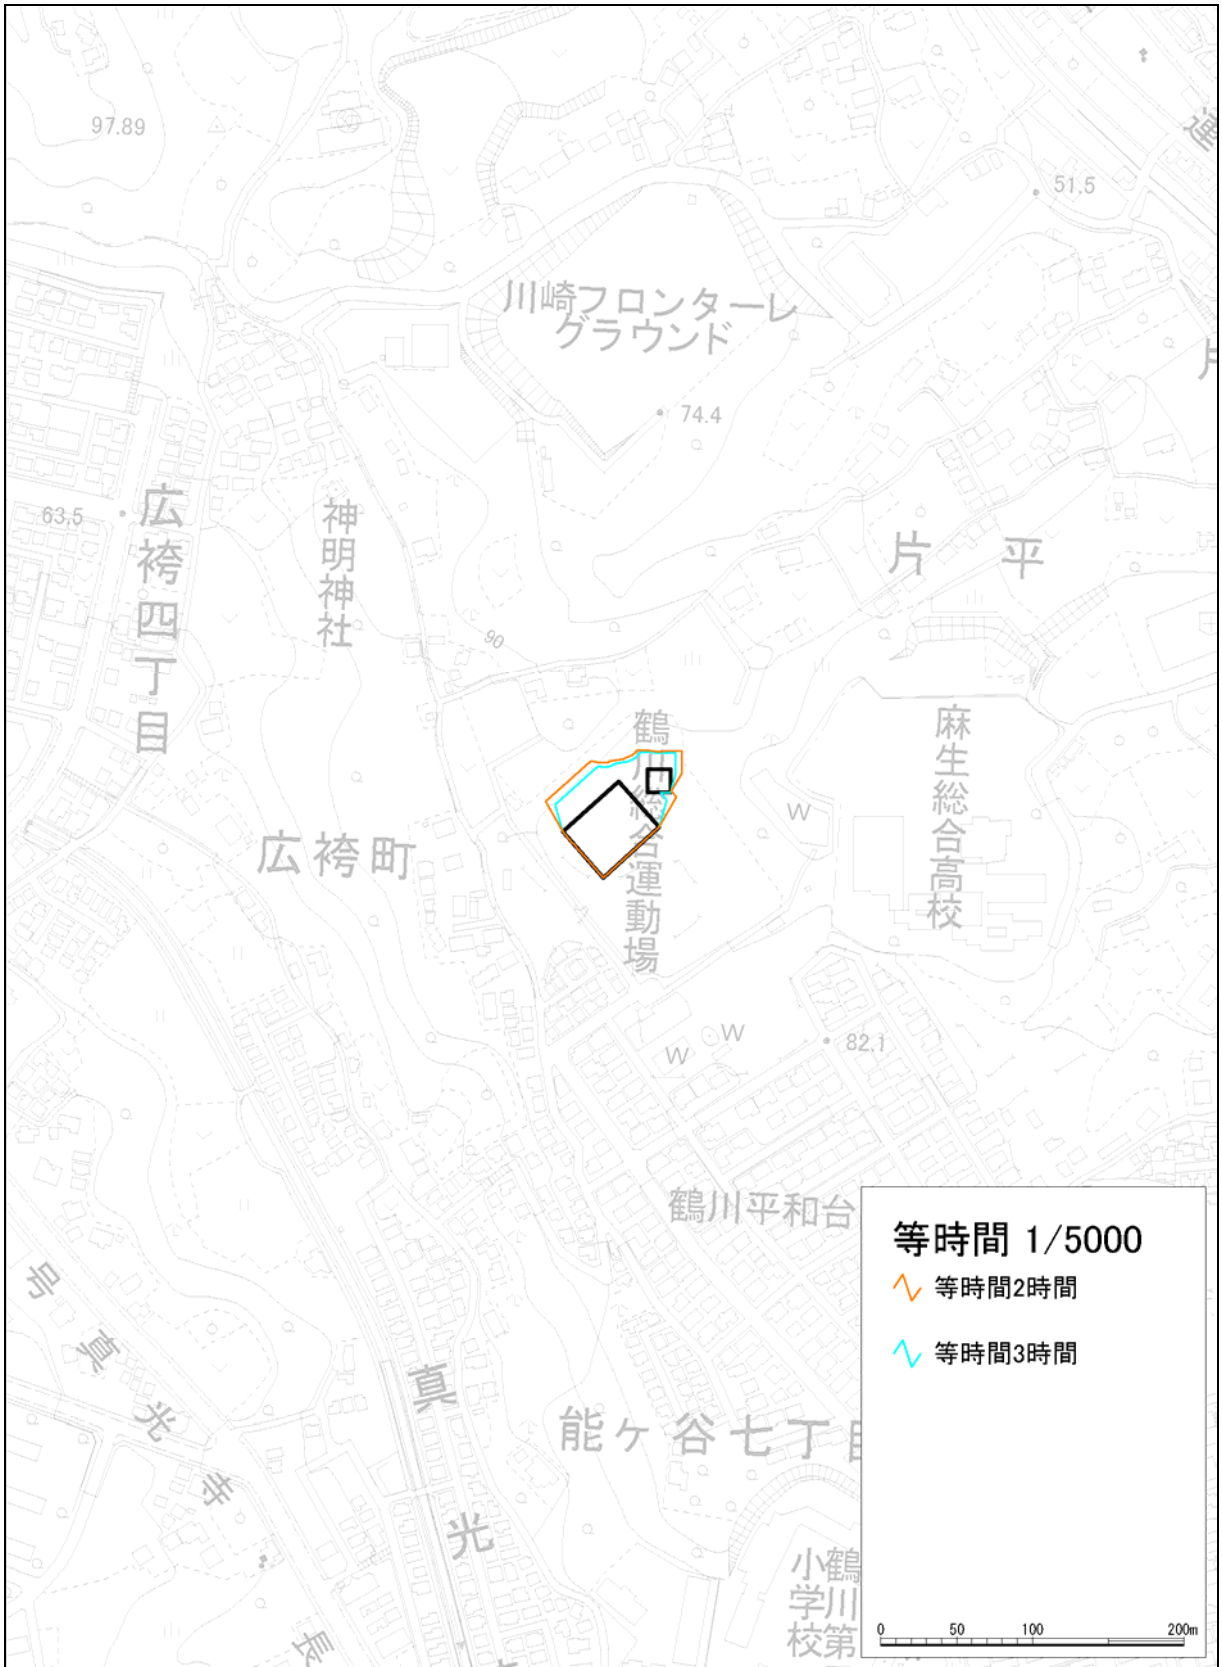 97.89
連
51.5
川崎フロンターレ
グラウンド
片
74.4
63.5
広袴四丁目
神明神社
片平
90
鶴川総合運動場
麻生総合高校
広袴町
W
W
W
82.1
鶴川平和台
等時間 1/5000
等時間2時間
等時間3時間
号真光寺
真光
能ヶ谷七丁目
鶴川第
小学校
長
0 50 100 200m